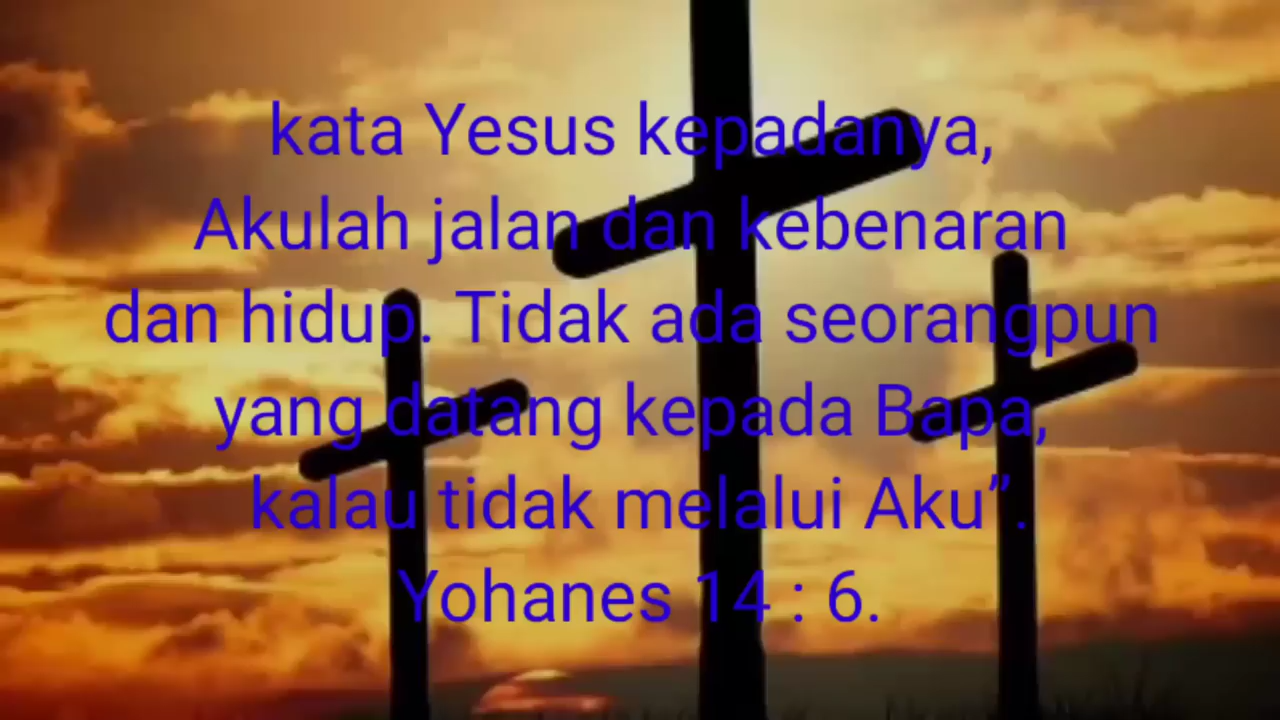 kata Yesus kepadanya,
Akulah jalan dan kebenaran
dan hidup. Tidak ada seorangpun
yang datang kepada Bapa,
kalau tidak melalui Aku”.
Yohanes 14 : 6.